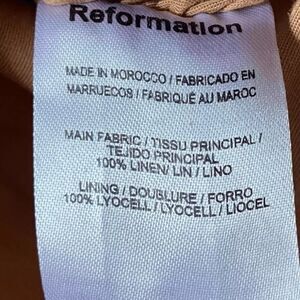 Reformation
MADE IN MOROCCO / FABRICADO EN
MARRUECOS / FABRIQUÉ AU MAROC
MAIN FABRIC / TISSU PRINCIPAL /
TEJIDO PRINCIPAL
100% LINEN/ LIN / LINO
LINING / DOUBLURE / FORRO
100% LYOCELL / LYOCELL / LIOCEL